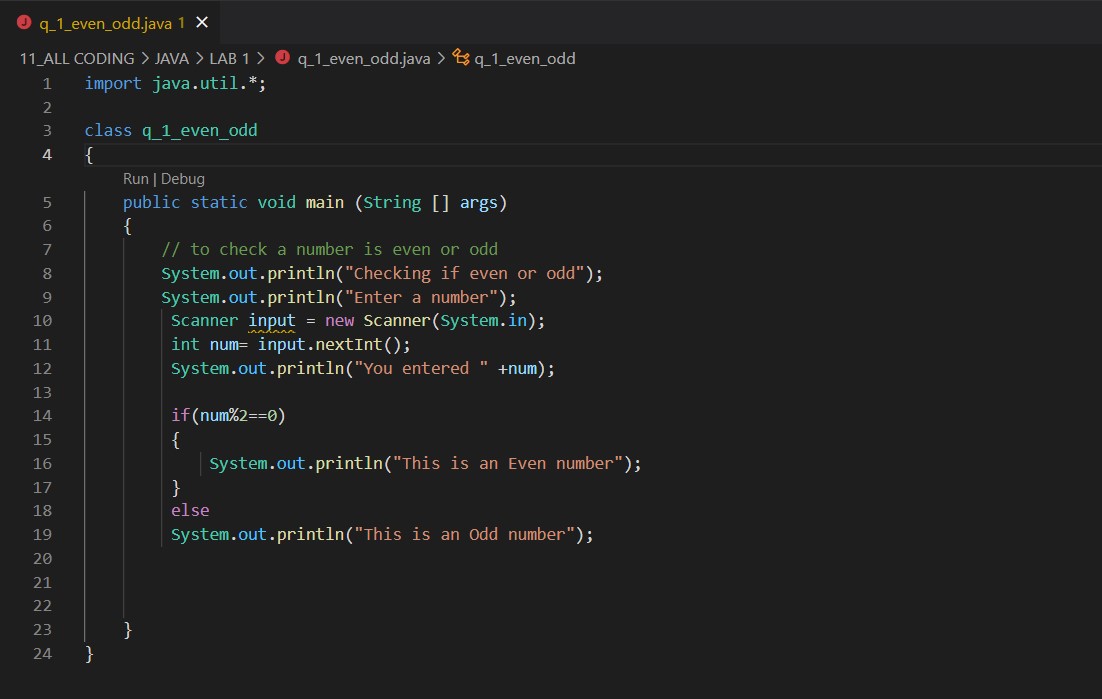 q_1_even_odd.java 1
11_ALL CODING > JAVA > LAB 1 > q_1_even_odd.java > q_1_even_odd
1 import java.util.*;
2
3 class q_1_even_odd
4 {
Run | Debug
5 public static void main (String [] args)
6 {
7 // to check a number is even or odd
8 System.out.println("Checking if even or odd");
9 System.out.println("Enter a number");
10 Scanner input = new Scanner(System.in);
11 int num= input.nextInt();
12 System.out.println("You entered " +num);
13
14 if(num%2==0)
15 {
16 System.out.println("This is an Even number");
17 }
18 else
19 System.out.println("This is an Odd number");
20
21
22
23 }
24 }